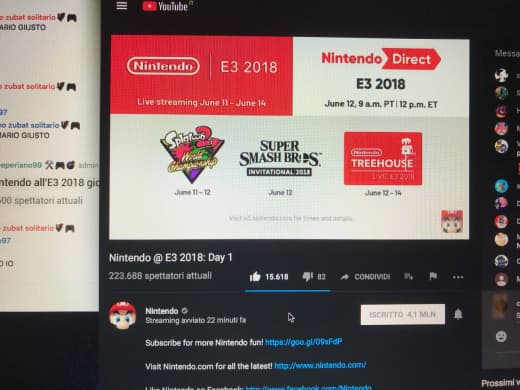 YouTube IT
o zubat solitario
ARIO GIUSTO
zubat solitario
97
o zubat solitario
ARIO GIUSTO
eperiano99 admin
ntendo all'E3 2018 gio
500 spettatori attuali
zubat solitario
97
O IO
Nintendo E3 2018
Live streaming June 11 – June 14
Nintendo Direct
E3 2018
June 12, 9 a.m. PT | 12 p.m. ET
Splatoon 2
World
Championship
June 11 – 12
SUPER
SMASH BROS.
INVITATIONAL 2018
June 12
Nintendo
TREEHOUSE
LIVE E3 2018
June 12 – 14
Visit e3.nintendo.com for times and details.
Messa
Nintendo @ E3 2018: Day 1
223.688 spettatori attuali
15.618
82
CONDIVIDI
Nintendo
Streaming avviato 22 minuti fa
ISCRITTO 4,1 MLN
Subscribe for more Nintendo fun! https://goo.gl/09xFdP
Visit Nintendo.com for all the latest! http://www.nintendo.com/
Like Nintendo on Facebook: http://www.facebook.com/Nintendo
Prossimi v